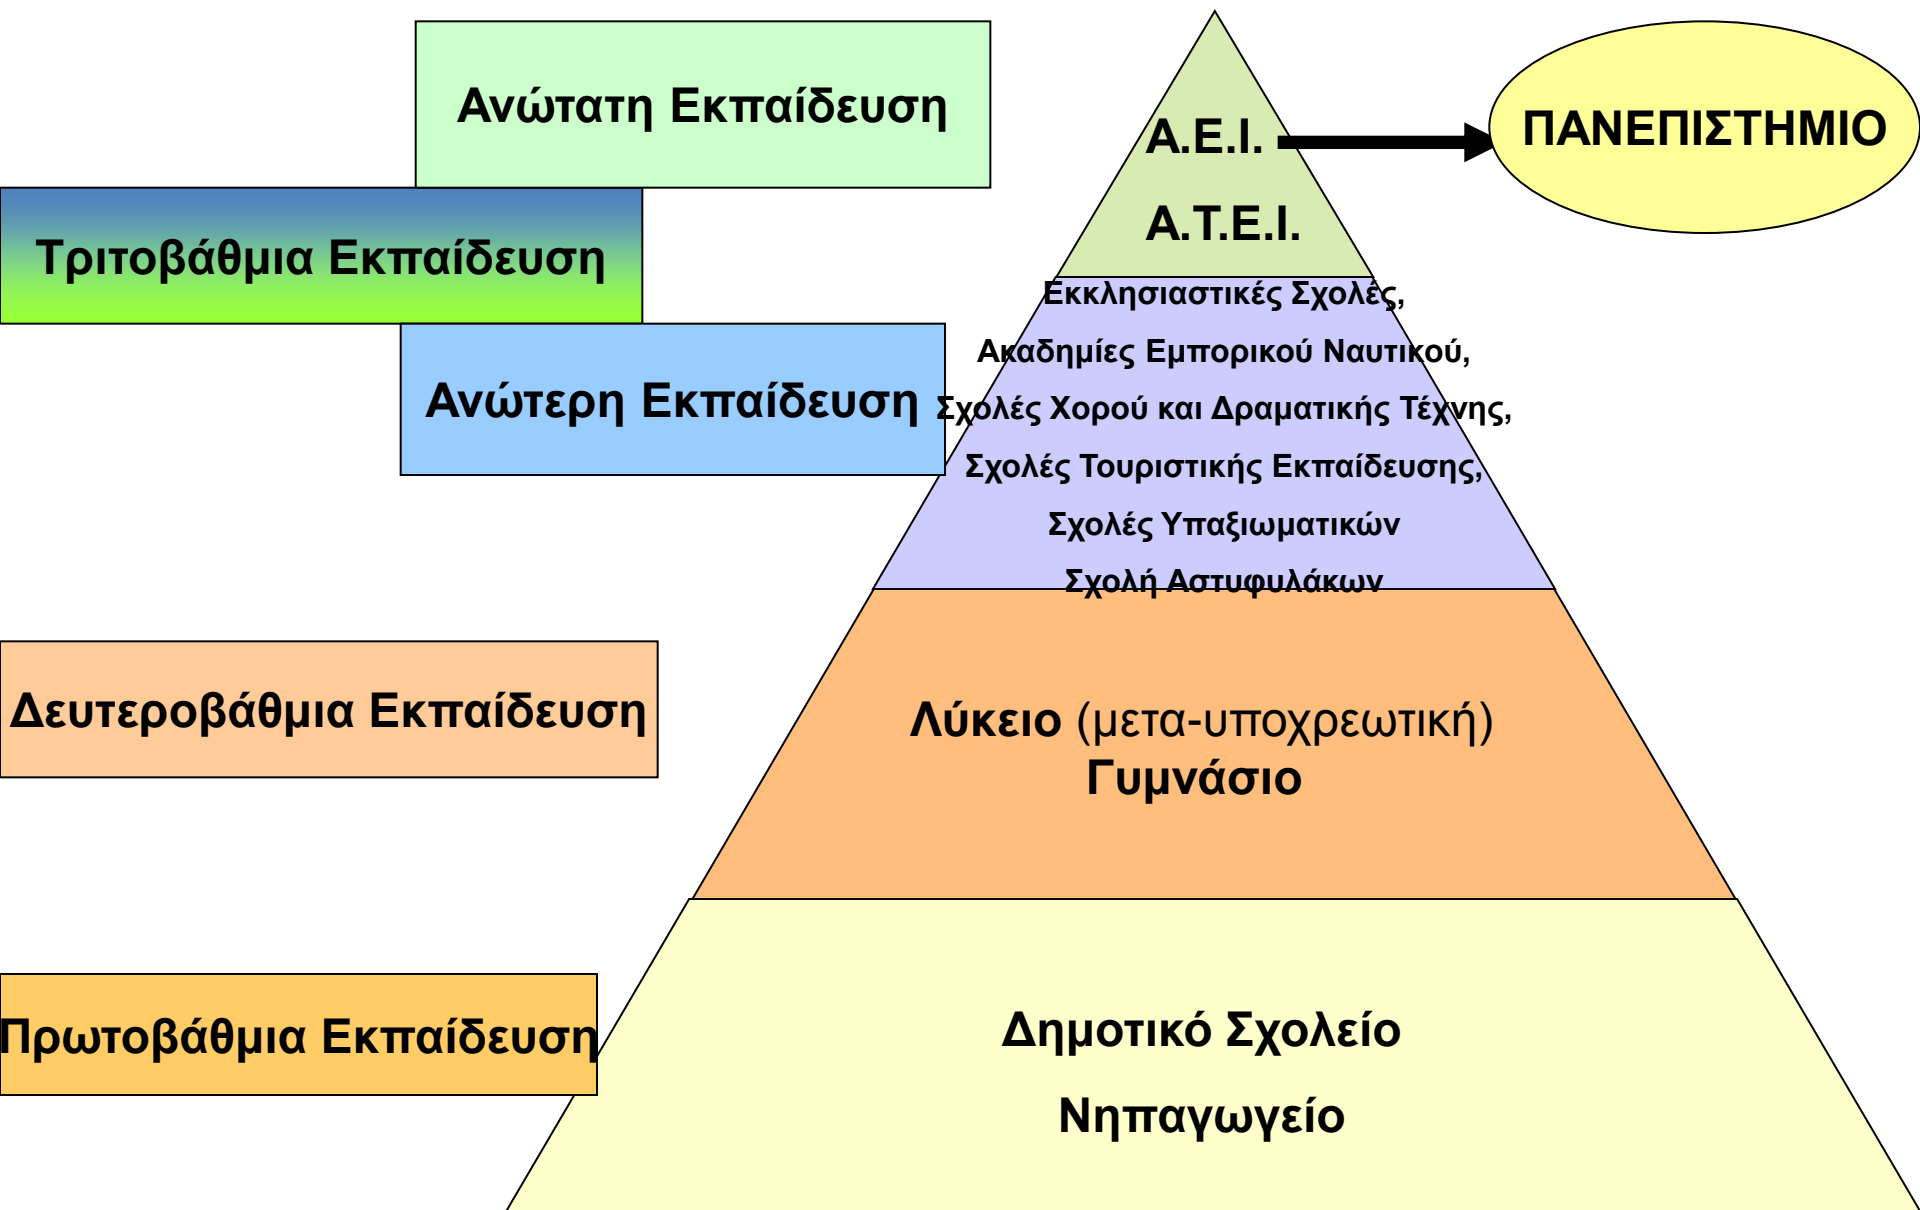 Ανώτατη Εκπαίδευση
Α.Ε.Ι.
ΠΑΝΕΠΙΣΤΗΜΙΟ
Α.Τ.Ε.Ι.
Τριτοβάθμια Εκπαίδευση
Ανώτερη Εκπαίδευση
Εκκλησιαστικές Σχολές,
Ακαδημίες Εμπορικού Ναυτικού,
Σχολές Χορού και Δραματικής Τέχνης,
Σχολές Τουριστικής Εκπαίδευσης,
Σχολές Υπαξιωματικών
Σχολή Αστυφυλάκων
Δευτεροβάθμια Εκπαίδευση
Λύκειο (μετα-υποχρεωτική)
Γυμνάσιο
Πρωτοβάθμια Εκπαίδευση
Δημοτικό Σχολείο
Νηπαγωγείο